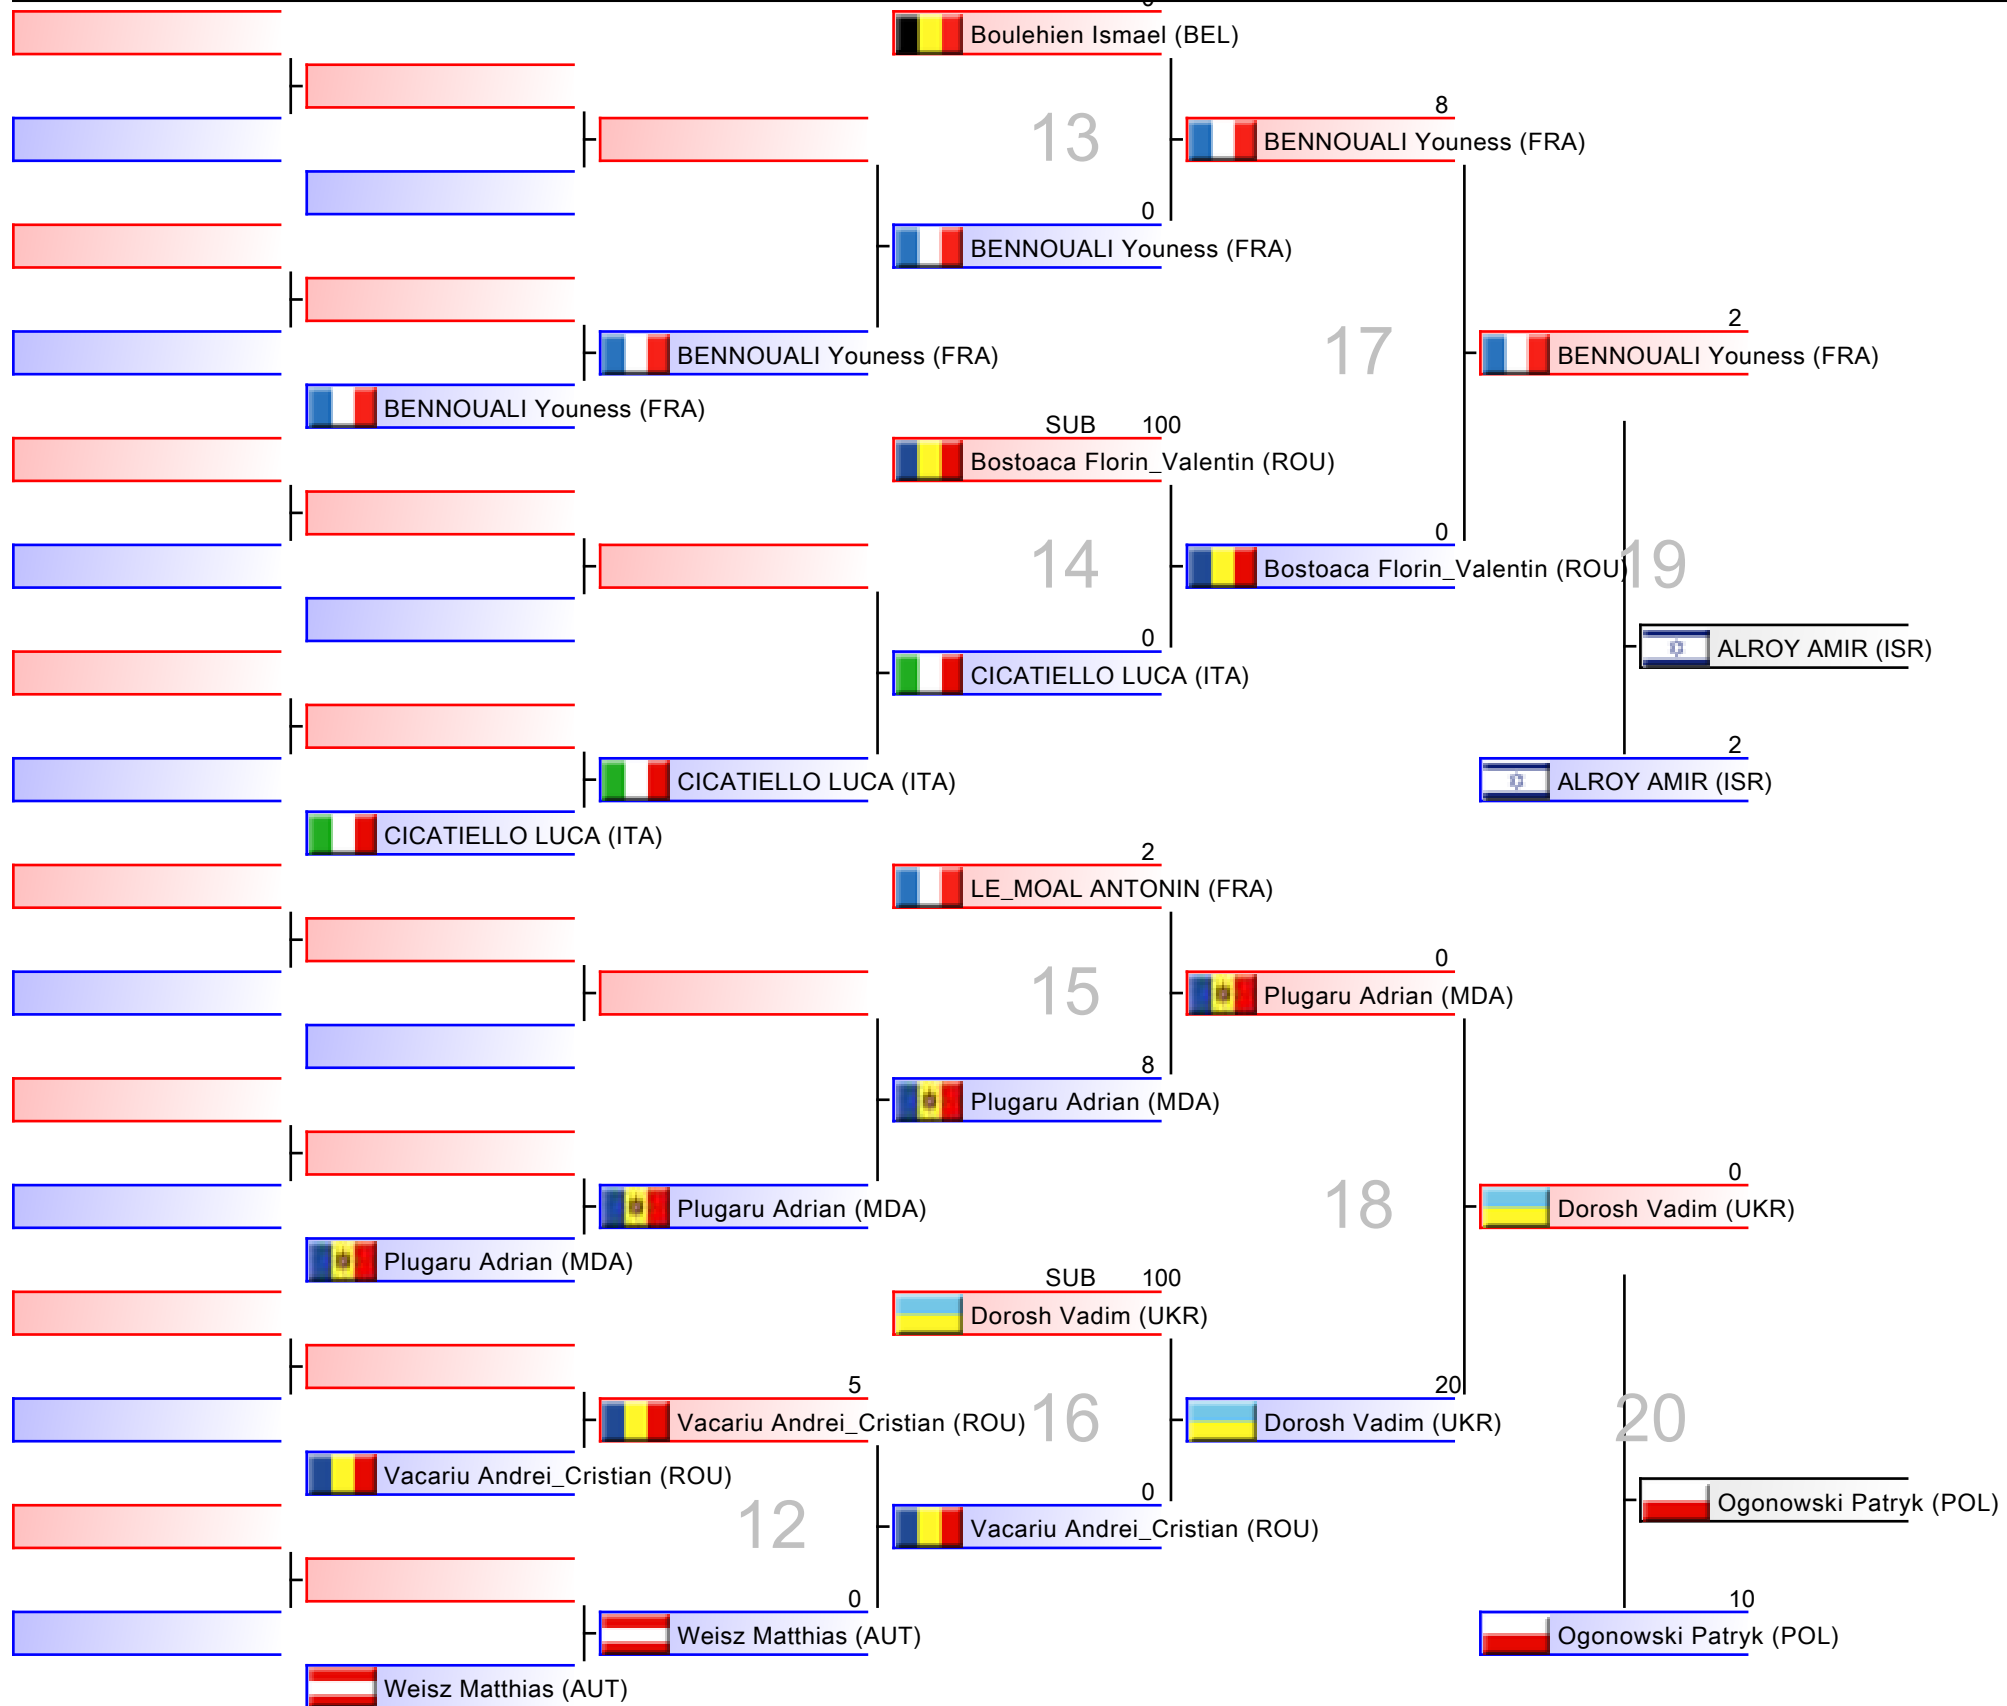 Boulehien Ismael (BEL)
8
13
BENNOUALI Youness (FRA)
0
BENNOUALI Youness (FRA)
2
17
BENNOUALI Youness (FRA)
BENNOUALI Youness (FRA)
BENNOUALI Youness (FRA)
SUB 100
Bostoaca Florin_Valentin (ROU)
0
14
Bostoaca Florin_Valentin (ROU)
19
0
ALROY AMIR (ISR)
CICATIELLO LUCA (ITA)
2
CICATIELLO LUCA (ITA)
ALROY AMIR (ISR)
CICATIELLO LUCA (ITA)
2
LE_MOAL ANTONIN (FRA)
0
15
Plugaru Adrian (MDA)
8
Plugaru Adrian (MDA)
0
18
Plugaru Adrian (MDA)
Dorosh Vadim (UKR)
Plugaru Adrian (MDA)
SUB 100
Dorosh Vadim (UKR)
5
20
Vacariu Andrei_Cristian (ROU)
16
Dorosh Vadim (UKR)
20
Vacariu Andrei_Cristian (ROU)
0
Ogonowski Patryk (POL)
12
Vacariu Andrei_Cristian (ROU)
0
10
Weisz Matthias (AUT)
Ogonowski Patryk (POL)
Weisz Matthias (AUT)